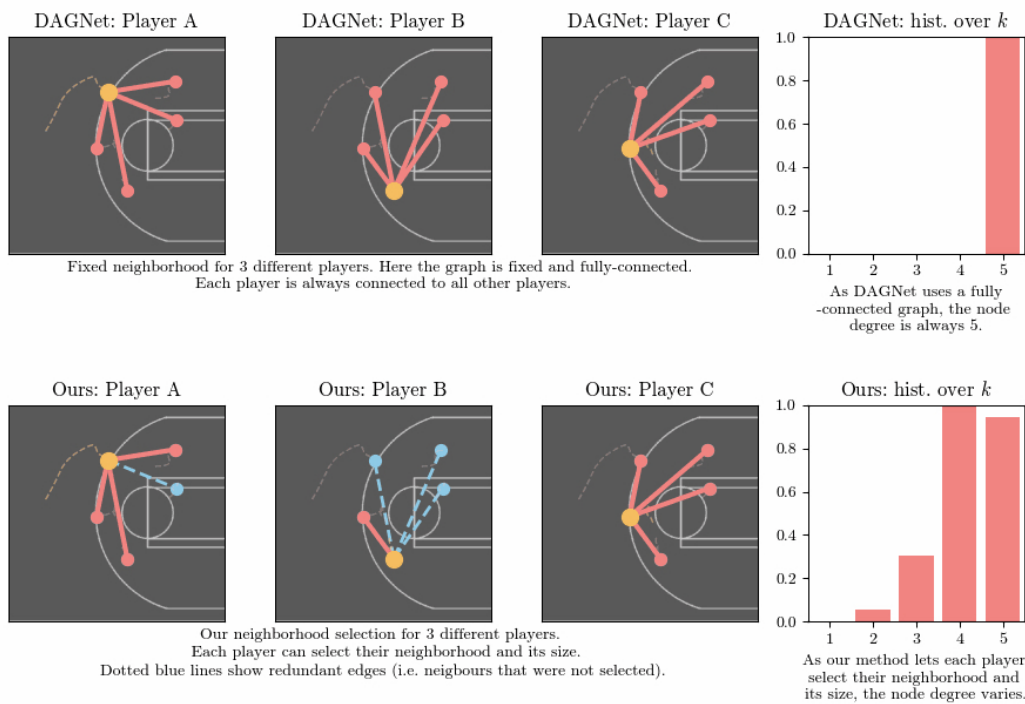 DAGNet: Player A
DAGNet: Player B
DAGNet: Player C
DAGNet: hist. over k
1.0
0.8
0.6
0.4
0.2
0.0
1 2 3 4 5
Fixed neighborhood for 3 different players. Here the graph is fixed and fully-connected.
Each player is always connected to all other players.
As DAGNet uses a fully
-connected graph, the node
degree is always 5.
Ours: Player A
Ours: Player B
Ours: Player C
Ours: hist. over k
1.0
0.8
0.6
0.4
0.2
0.0
1 2 3 4 5
Our neighborhood selection for 3 different players.
Each player can select their neighborhood and its size.
Dotted blue lines show redundant edges (i.e. neigbours that were not selected).
As our method lets each player
select their neighborhood and
its size, the node degree varies.